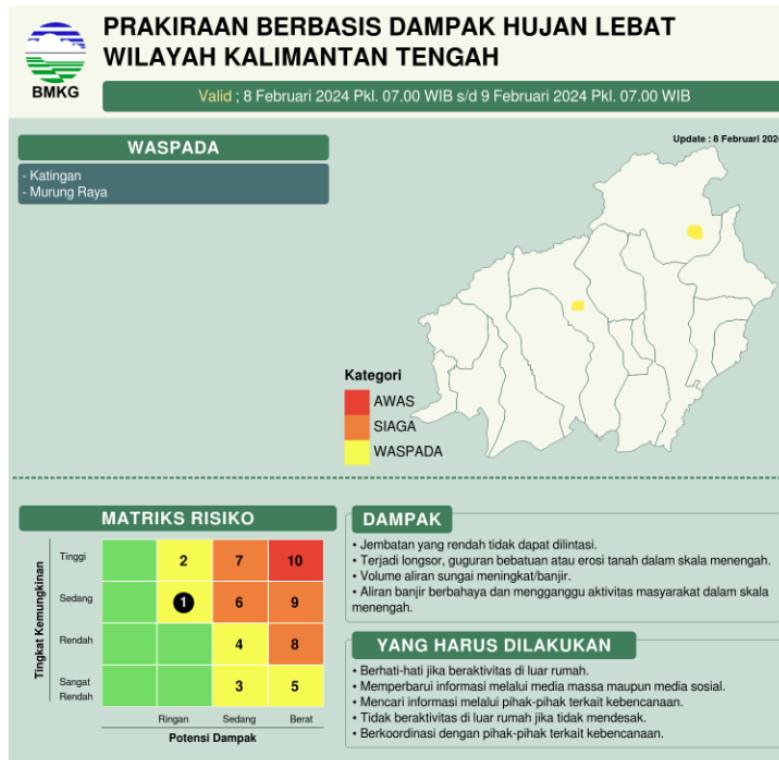 PRAKIRAAN BERBASIS DAMPAK HUJAN LEBAT
WILAYAH KALIMANTAN TENGAH
BMKG
Valid ; 8 Februari 2024 Pkl. 07.00 WIB s/d 9 Februari 2024 Pkl. 07.00 WIB
WASPADA
- Katingan
- Murung Raya
Update : 8 Februari 2024
Kategori
AWAS
SIAGA
WASPADA
MATRIKS RISIKO
Tingkat Kemungkinan
Tinggi
2
7
10
Sedang
1
6
9
Rendah
4
8
Sangat
Rendah
3
5
Ringan
Sedang
Berat
Potensi Dampak
DAMPAK
• Jembatan yang rendah tidak dapat dilintasi.
• Terjadi longsor, guguran bebatuan atau erosi tanah dalam skala menengah.
• Volume aliran sungai meningkat/banjir.
• Aliran banjir berbahaya dan mengganggu aktivitas masyarakat dalam skala
menengah.
YANG HARUS DILAKUKAN
• Berhati-hati jika beraktivitas di luar rumah.
• Memperbarui informasi melalui media massa maupun media sosial.
• Mencari informasi melalui pihak-pihak terkait kebencanaan.
• Tidak beraktivitas di luar rumah jika tidak mendesak.
• Berkoordinasi dengan pihak-pihak terkait kebencanaan.